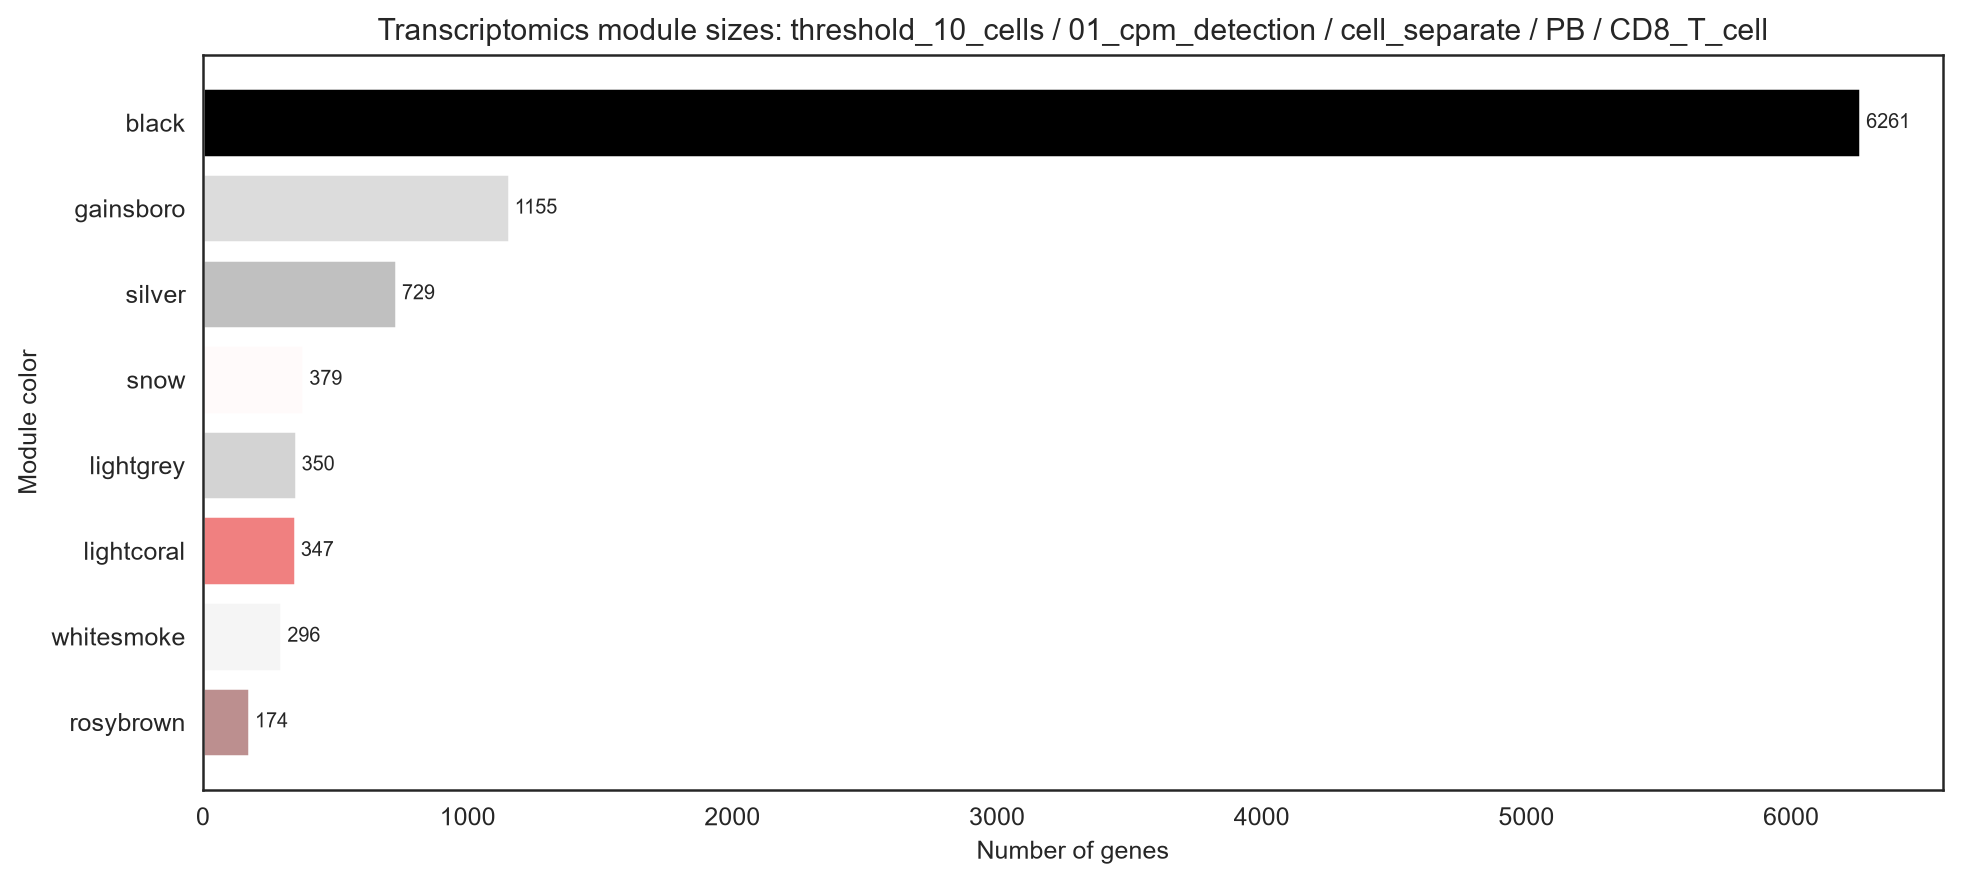 Transcriptomics module sizes: threshold_10_cells / 01_cpm_detection / cell_separate / PB / CD8_T_cell
Module color
black 6261
gainsboro 1155
silver 729
snow 379
lightgrey 350
lightcoral 347
whitesmoke 296
rosybrown 174
0 1000 2000 3000 4000 5000 6000
Number of genes